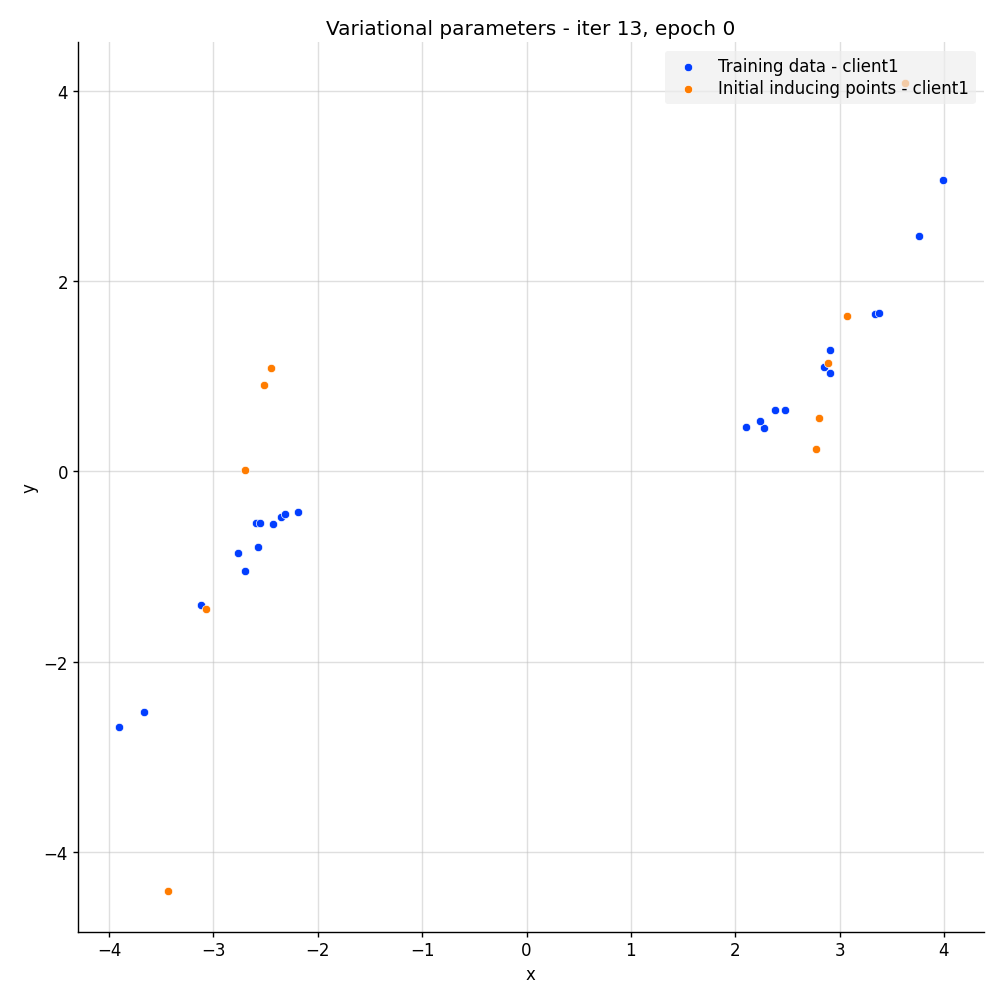 Variational parameters - iter 13, epoch 0
Training data - client1
Initial inducing points - client1
4
2
0
−2
−4
y
−4 −3 −2 −1 0 1 2 3 4
x